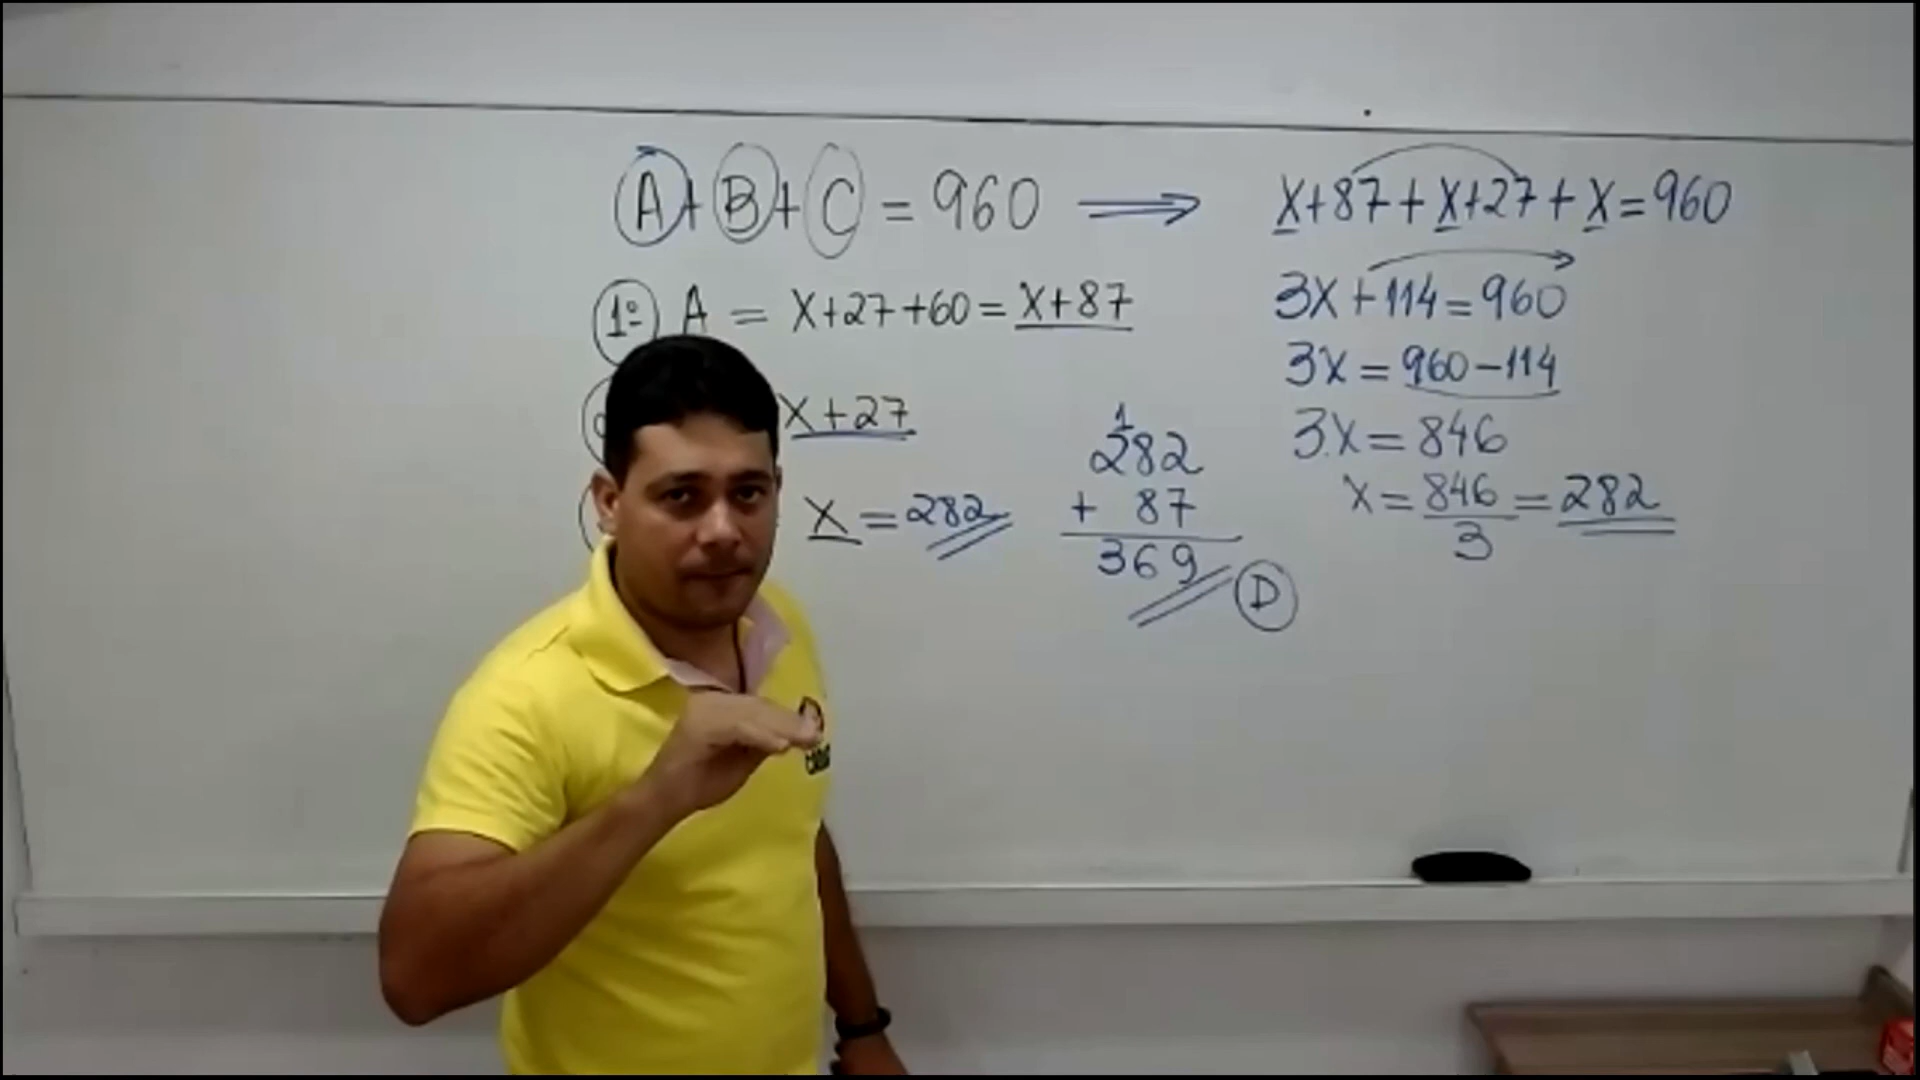 A+B+C = 960 ⟹ X+87+X+27+X=960
1º A = X+27+60=X+87
3X+114=960
3X=960-114
X+27
3X=846
X=282
1
282
+ 87
369
D
X=846/3=282